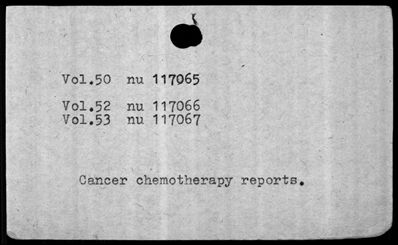 Vol.50 nu 117065
Vol.52 nu 117066
Vol.53 nu 117067
Cancer chemotherapy reports.